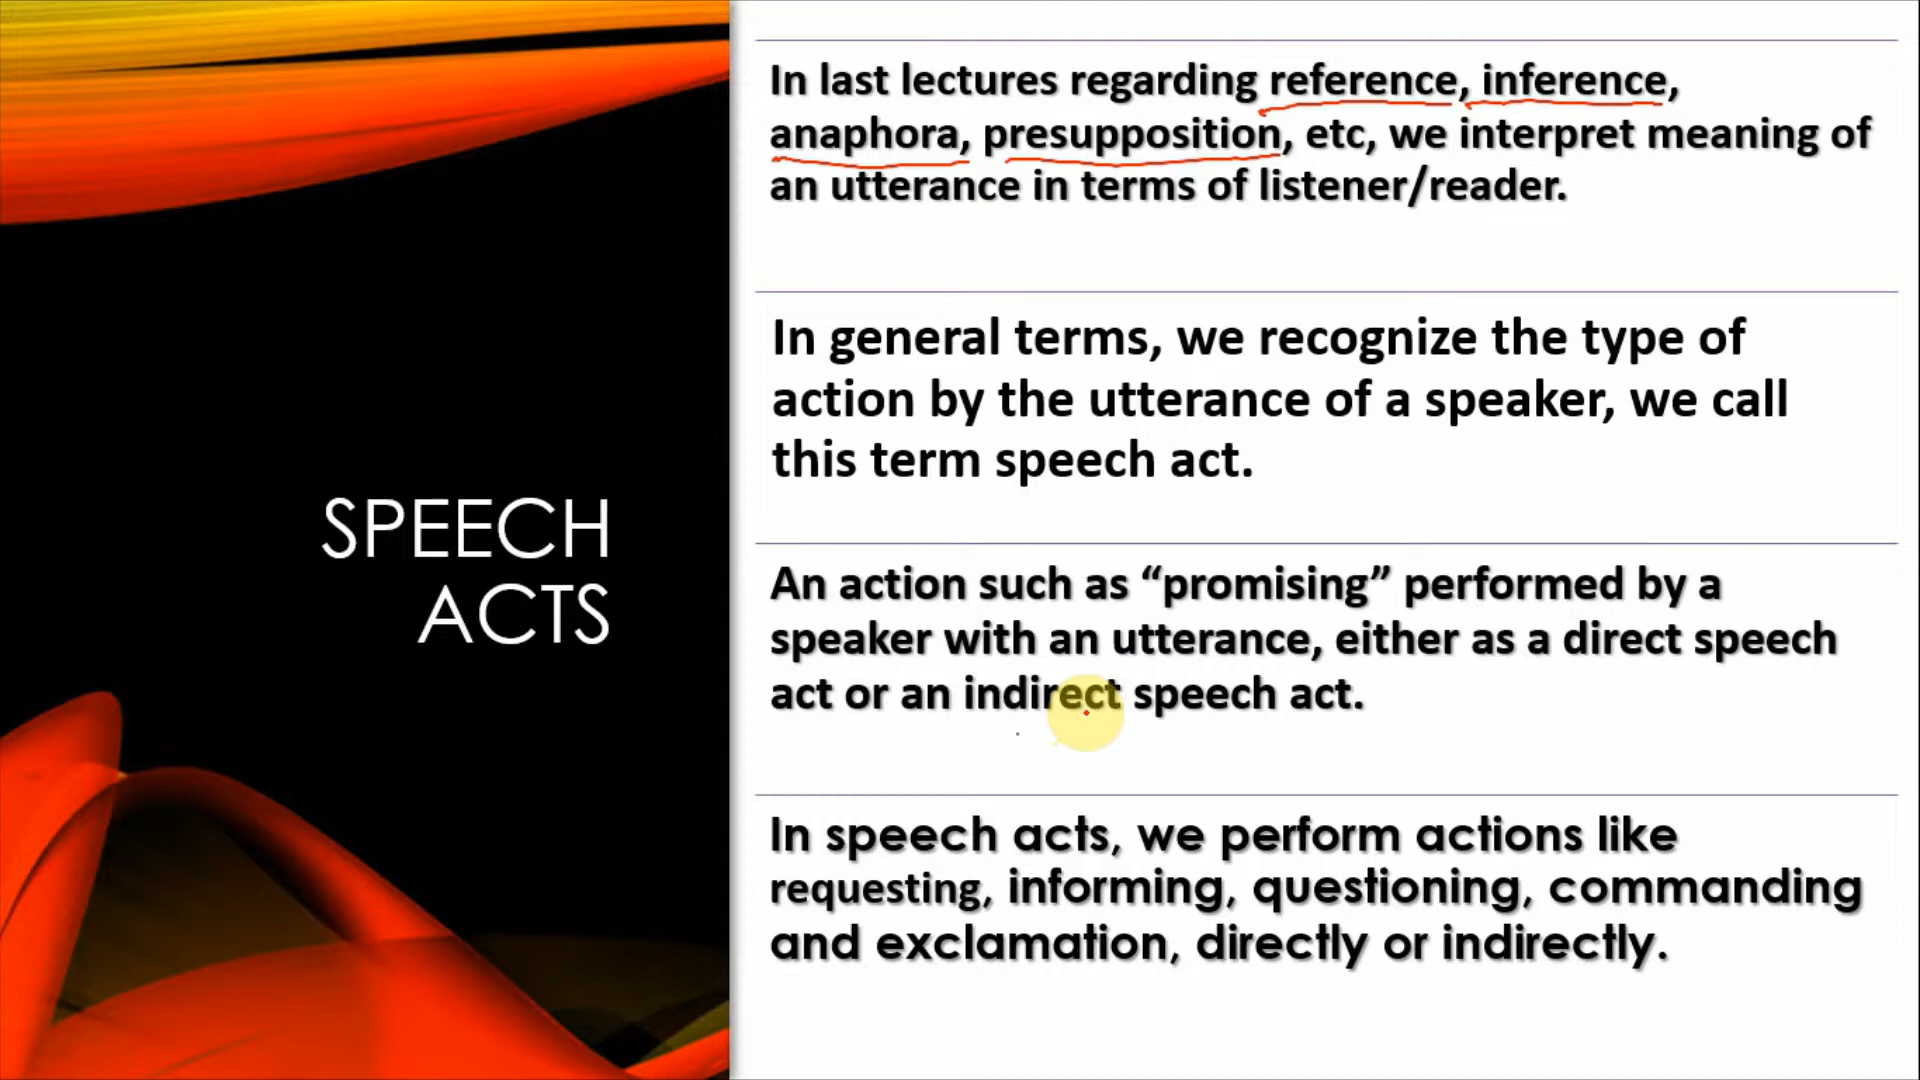 SPEECH
ACTS
In last lectures regarding reference, inference,
anaphora, presupposition, etc, we interpret meaning of
an utterance in terms of listener/reader.
In general terms, we recognize the type of
action by the utterance of a speaker, we call
this term speech act.
An action such as “promising” performed by a
speaker with an utterance, either as a direct speech
act or an indirect speech act.
In speech acts, we perform actions like
requesting, informing, questioning, commanding
and exclamation, directly or indirectly.